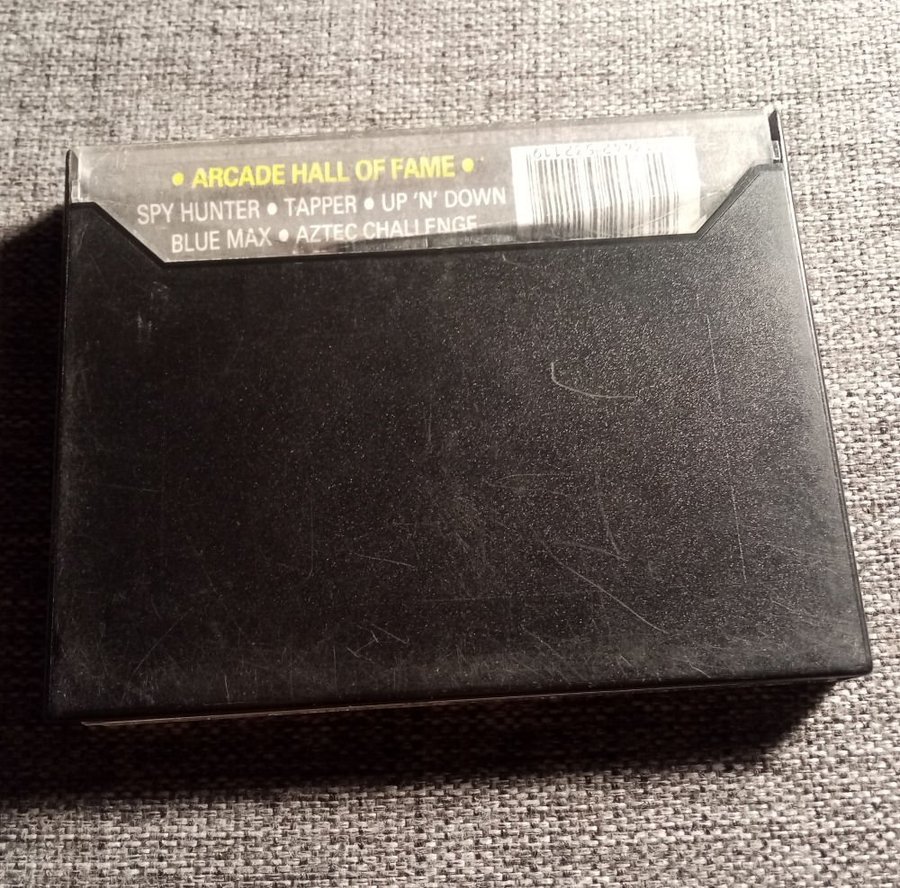 • ARCADE HALL OF FAME •
SPY HUNTER • TAPPER • UP 'N' DOWN
BLUE MAX • AZTEC CHALLENGE